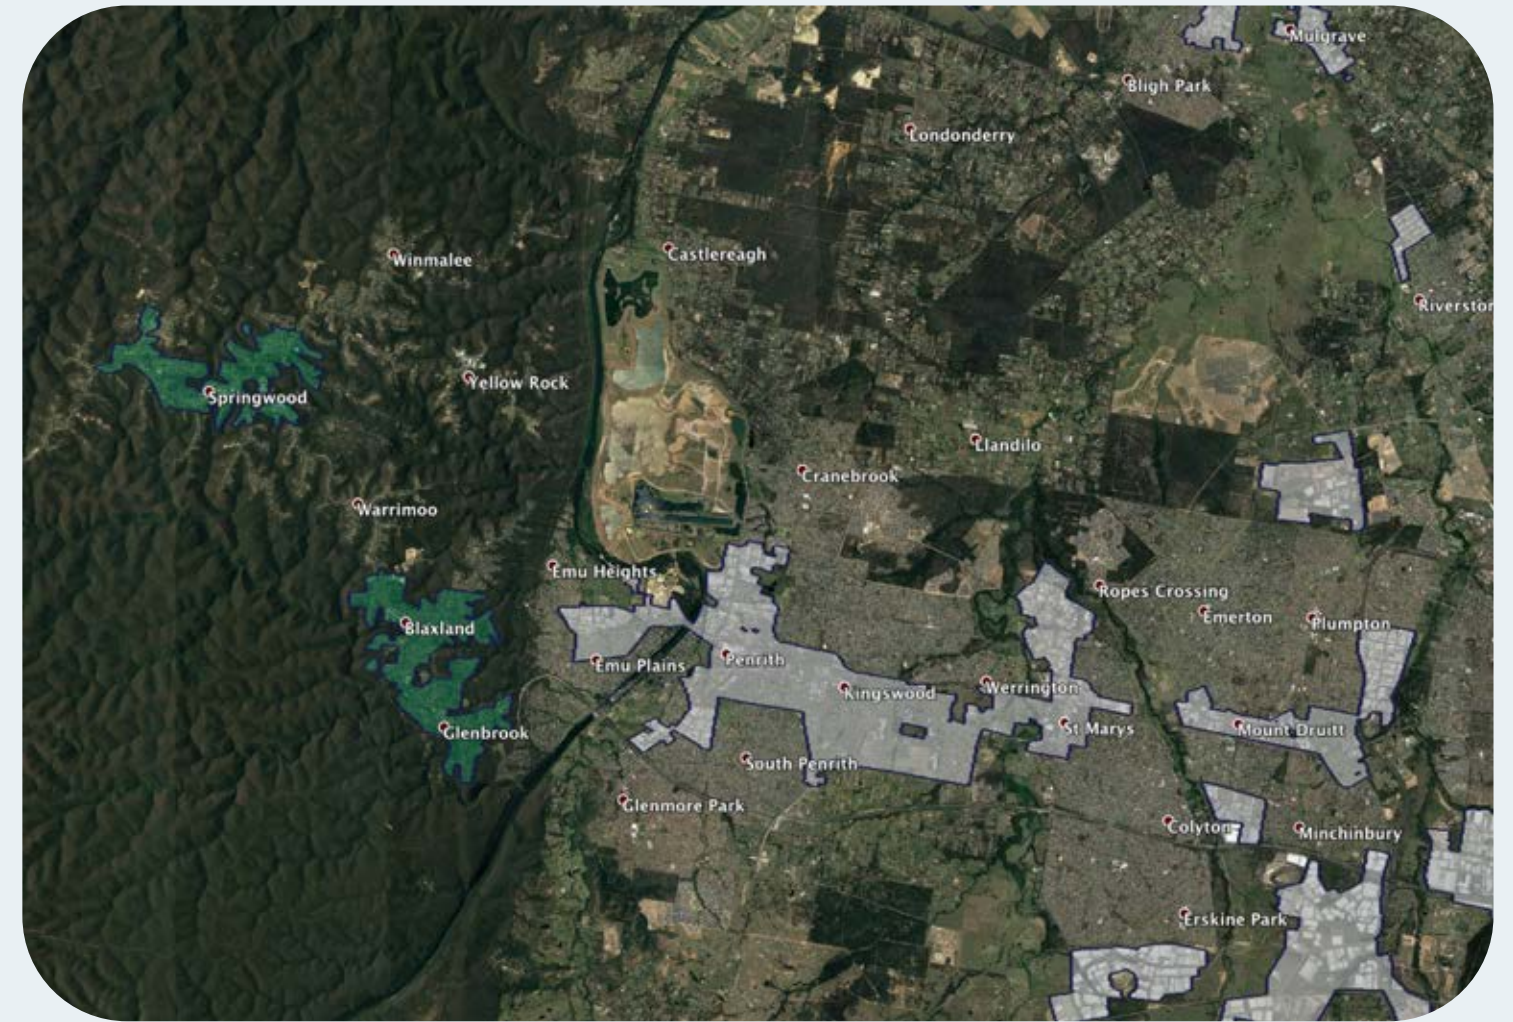 Mulgrave
Bligh Park
Londonderry
Castlereagh
Winmalee
Riverstor
Yellow Rock
Springwood
Llandilo
Cranebrook
Warrimoo
Emu Heights
Ropes Crossing
Emerton
Plumpton
Blaxland
Penrith
Emu Plains
Kingswood
Werrington
St Marys
Mount Druitt
Glenbrook
South Penrith
Glenmore Park
Colyton
Minchinbury
Erskine Park